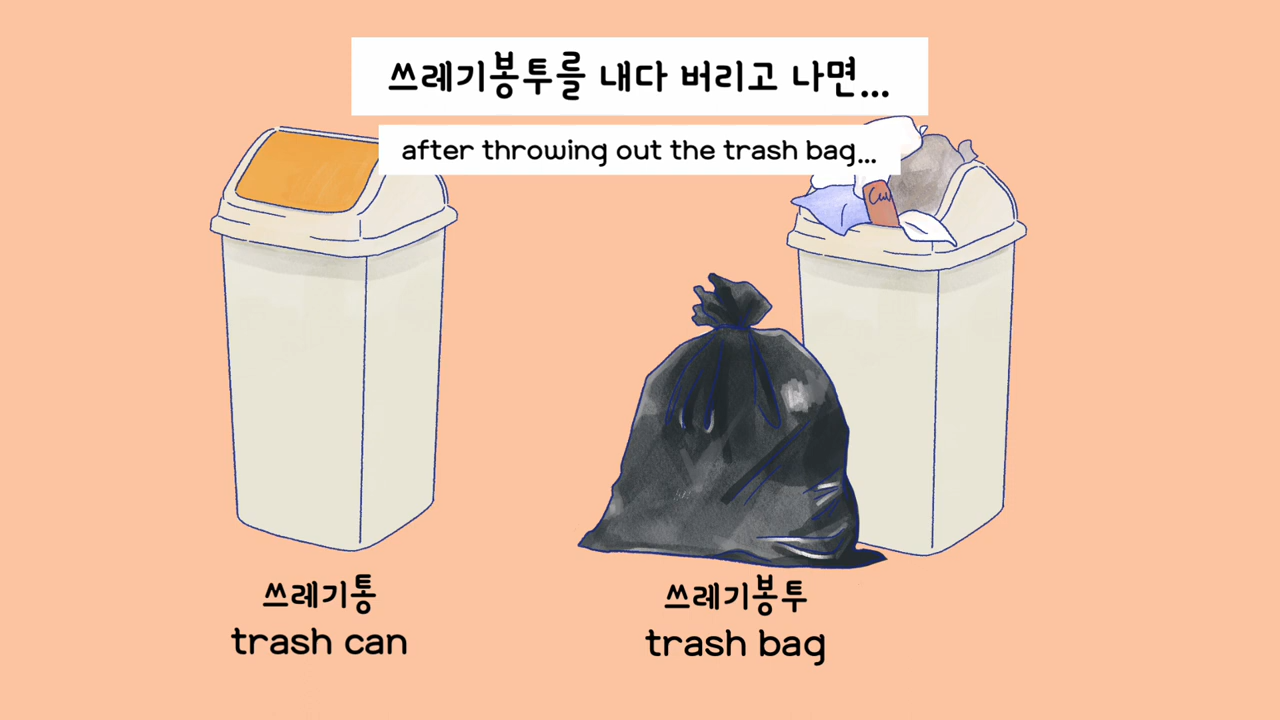 쓰레기봉투를 내다 버리고 나면...
after throwing out the trash bag...
쓰레기통
trash can
쓰레기봉투
trash bag